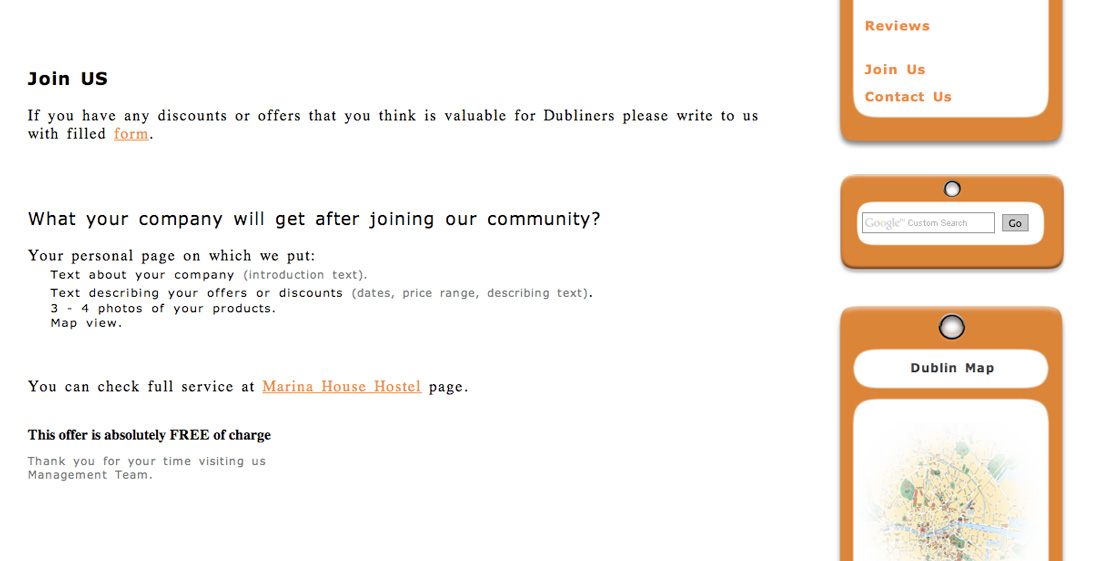 Join US
If you have any discounts or offers that you think is valuable for Dubliners please write to us
with filled form.
What your company will get after joining our community?
Your personal page on which we put:
Text about your company (introduction text).
Text describing your offers or discounts (dates, price range, describing text).
3 - 4 photos of your products.
Map view.
You can check full service at Marina House Hostel page.
This offer is absolutely FREE of charge
Thank you for your time visiting us
Management Team.
Reviews
Join Us
Contact Us
Google™ Custom Search
Go
Dublin Map